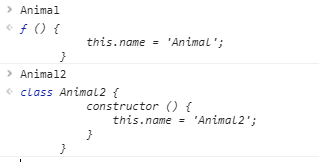 > Animal
< f () {
        this.name = 'Animal';
    }
> Animal2
< class Animal2 {
        constructor () {
            this.name = 'Animal2';
        }
    }